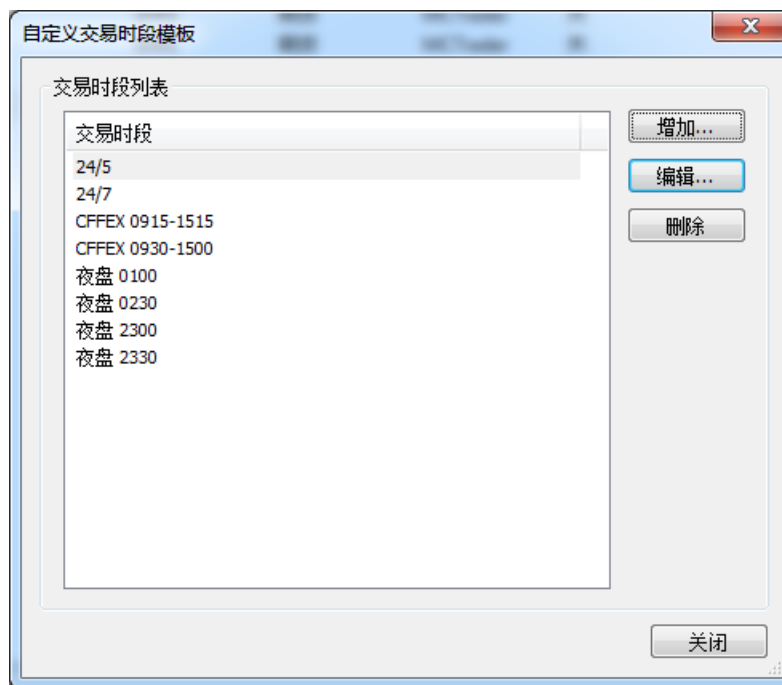 自定义交易时段模板
交易时段列表
交易时段
24/5
24/7
CFFEX 0915-1515
CFFEX 0930-1500
夜盘 0100
夜盘 0230
夜盘 2300
夜盘 2330
增加...
编辑...
删除
关闭